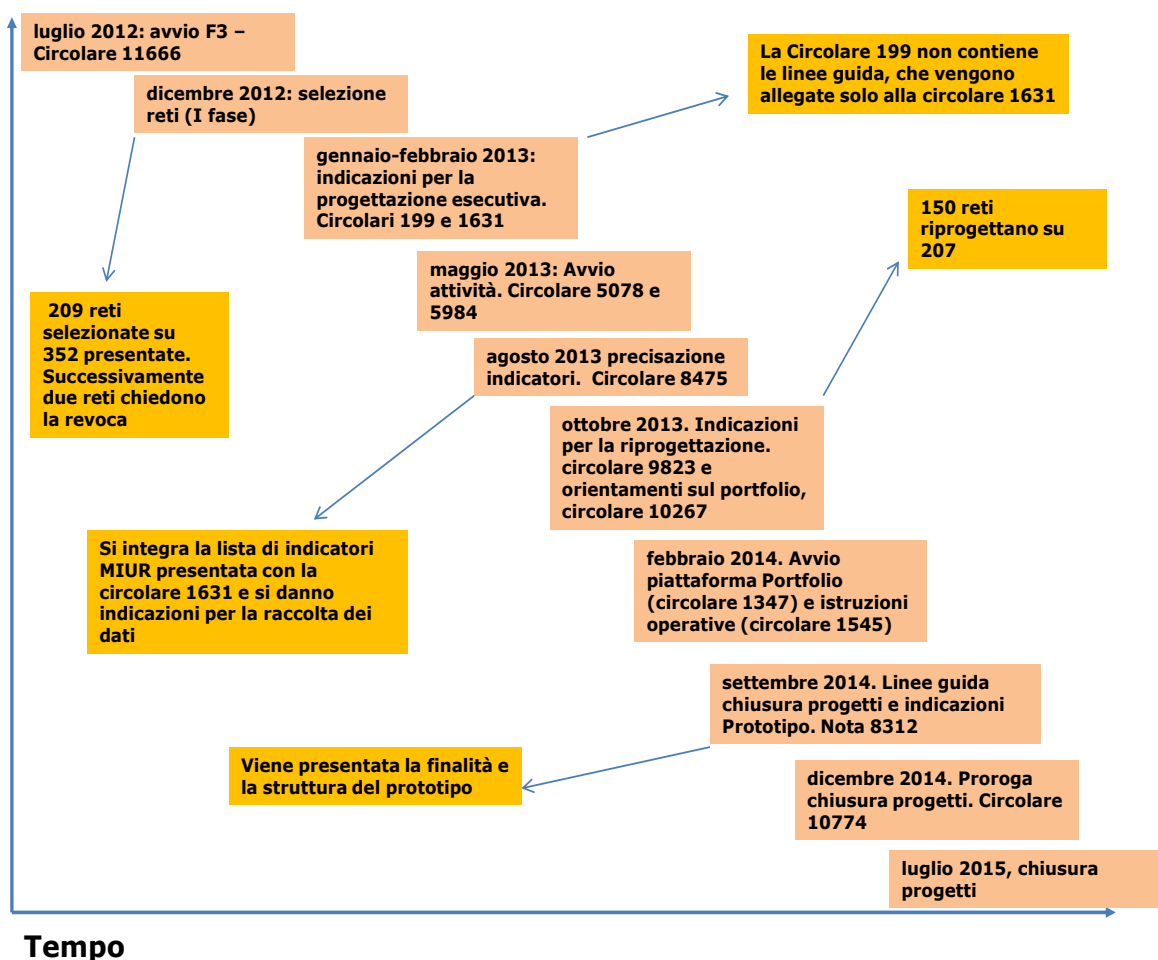 luglio 2012: avvio F3 –
Circolare 11666
La Circolare 199 non contiene
le linee guida, che vengono
allegate solo alla circolare 1631
dicembre 2012: selezione
reti (I fase)
gennaio-febbraio 2013:
indicazioni per la
progettazione esecutiva.
Circolari 199 e 1631
150 reti
riprogettano su
207
maggio 2013: Avvio
attività. Circolare 5078 e
5984
209 reti
selezionate su
352 presentate.
Successivamente
due reti chiedono
la revoca
agosto 2013 precisazione
indicatori. Circolare 8475
ottobre 2013. Indicazioni
per la riprogettazione.
circolare 9823 e
orientamenti sul portfolio,
circolare 10267
Si integra la lista di indicatori
MIUR presentata con la
circolare 1631 e si danno
indicazioni per la raccolta dei
dati
febbraio 2014. Avvio
piattaforma Portfolio
(circolare 1347) e istruzioni
operative (circolare 1545)
settembre 2014. Linee guida
chiusura progetti e indicazioni
Prototipo. Nota 8312
Viene presentata la finalità e
la struttura del prototipo
dicembre 2014. Proroga
chiusura progetti. Circolare
10774
luglio 2015, chiusura
progetti
Tempo